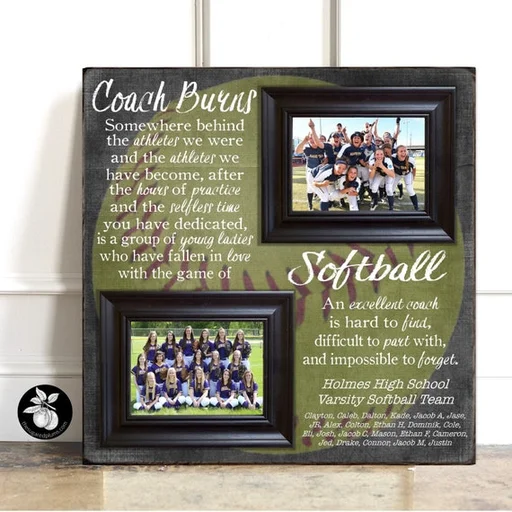 Coach Burns
Somewhere behind
the athletes we were
and the athletes we
have become, after
the hours of practice
and the selfless time
you have dedicated,
is a group of young ladies
who have fallen in love
with the game of
Softball
An excellent coach
is hard to find,
difficult to part with,
and impossible to forget.
Holmes High School
Varsity Softball Team
Clayton, Caleb, Dalton, Kade, Jacob A, Jase,
JR, Alex, Colton, Ethan H, Dominik, Cole,
Eli, Josh, Jacob C, Mason, Ethan F, Cameron,
Jed, Drake, Connor, Jacob M, Justin